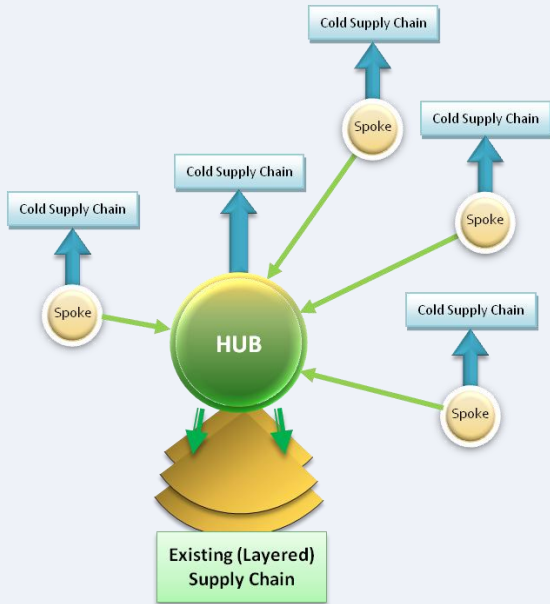 Cold Supply Chain
Spoke
Cold Supply Chain
Cold Supply Chain
Cold Supply Chain
Spoke
Spoke
Cold Supply Chain
HUB
Spoke
Existing (Layered)
Supply Chain